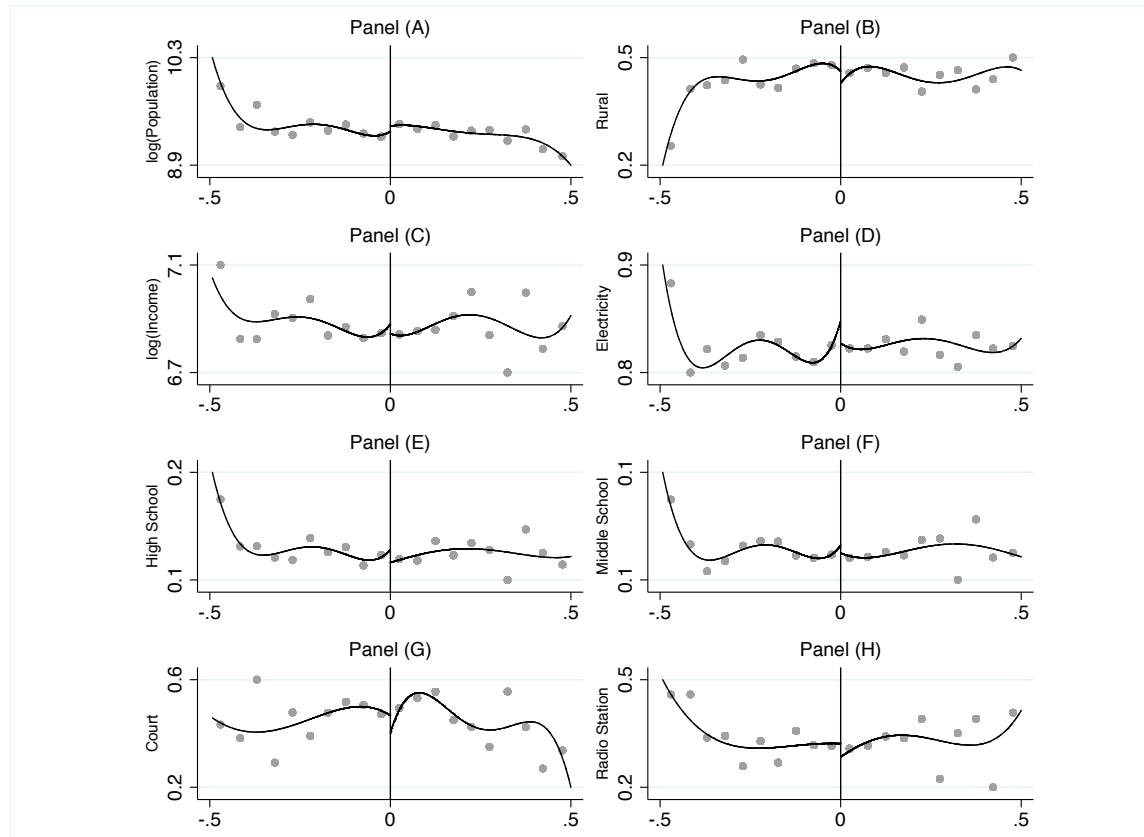 Panel (A)
log(Population)
10.3
8.9
-.5 0 .5
Panel (B)
Rural
0.5
0.2
-.5 0 .5
Panel (C)
log(Income)
7.1
6.7
-.5 0 .5
Panel (D)
Electricity
0.9
0.8
-.5 0 .5
Panel (E)
High School
0.2
0.1
-.5 0 .5
Panel (F)
Middle School
0.1
0.1
-.5 0 .5
Panel (G)
Court
0.6
0.2
-.5 0 .5
Panel (H)
Radio Station
0.5
0.2
-.5 0 .5